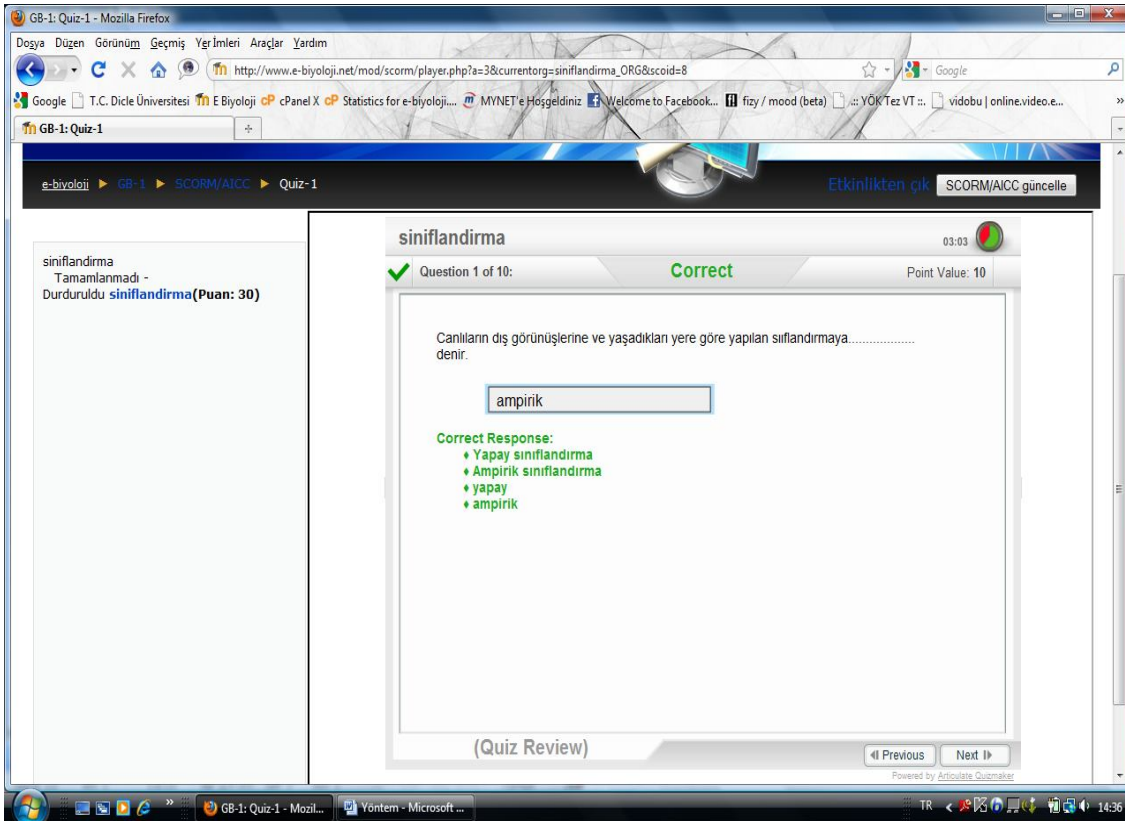 GB-1: Quiz-1 - Mozilla Firefox
Dosya Düzen Görünüm Geçmiş Yer İmleri Araçlar Yardım
http://www.e-biyoloji.net/mod/scorm/player.php?a=3&currentorg=siniflandirma_ORG&scoid=8
Google
Google T.C. Dicle Üniversitesi E Biyoloji cPanel X Statistics for e-biyoloji.... MYNET'e Hoşgeldiniz Welcome to Facebook... fizy / mood (beta) .:: YÖK Tez VT ::. vidobu | online.video.e... »
GB-1: Quiz-1
e-biyoloji ► GB-1 ► SCORM/AICC ► Quiz-1
Etkinlikten çık SCORM/AICC güncelle
siniflandirma
Tamamlanmadı -
Durduruldu siniflandirma(Puan: 30)
siniflandirma
03:03
Question 1 of 10:
Correct
Point Value: 10
Canlıların dış görünüşlerine ve yaşadıkları yere göre yapılan sııflandırmaya..................
denir.
ampirik
Correct Response:
♦ Yapay sınıflandırma
♦ Ampirik sınıflandırma
♦ yapay
♦ ampirik
(Quiz Review)
Previous Next
Powered by Articulate Quizmaker
GB-1: Quiz-1 - Mozil... Yöntem - Microsoft ... TR 14:36